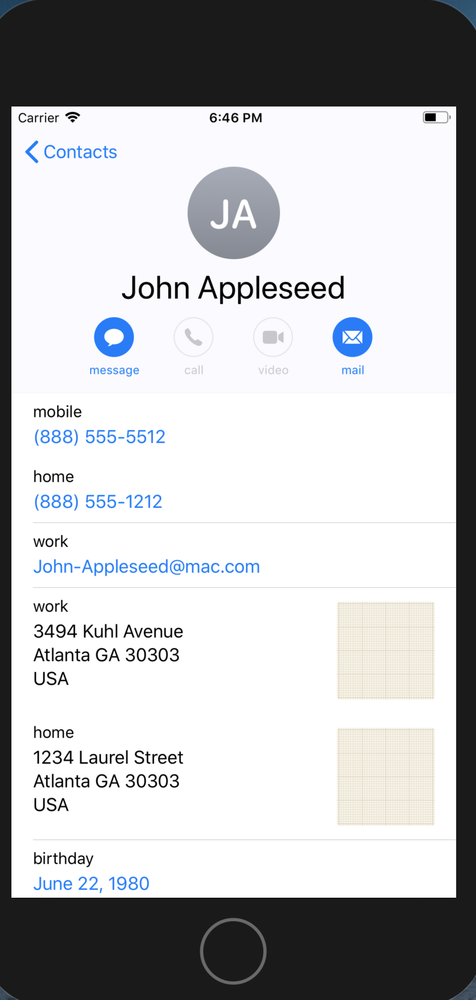 Carrier 6:46 PM
Contacts
JA
John Appleseed
message call video mail
mobile
(888) 555-5512
home
(888) 555-1212
work
John-Appleseed@mac.com
work
3494 Kuhl Avenue
Atlanta GA 30303
USA
home
1234 Laurel Street
Atlanta GA 30303
USA
birthday
June 22, 1980